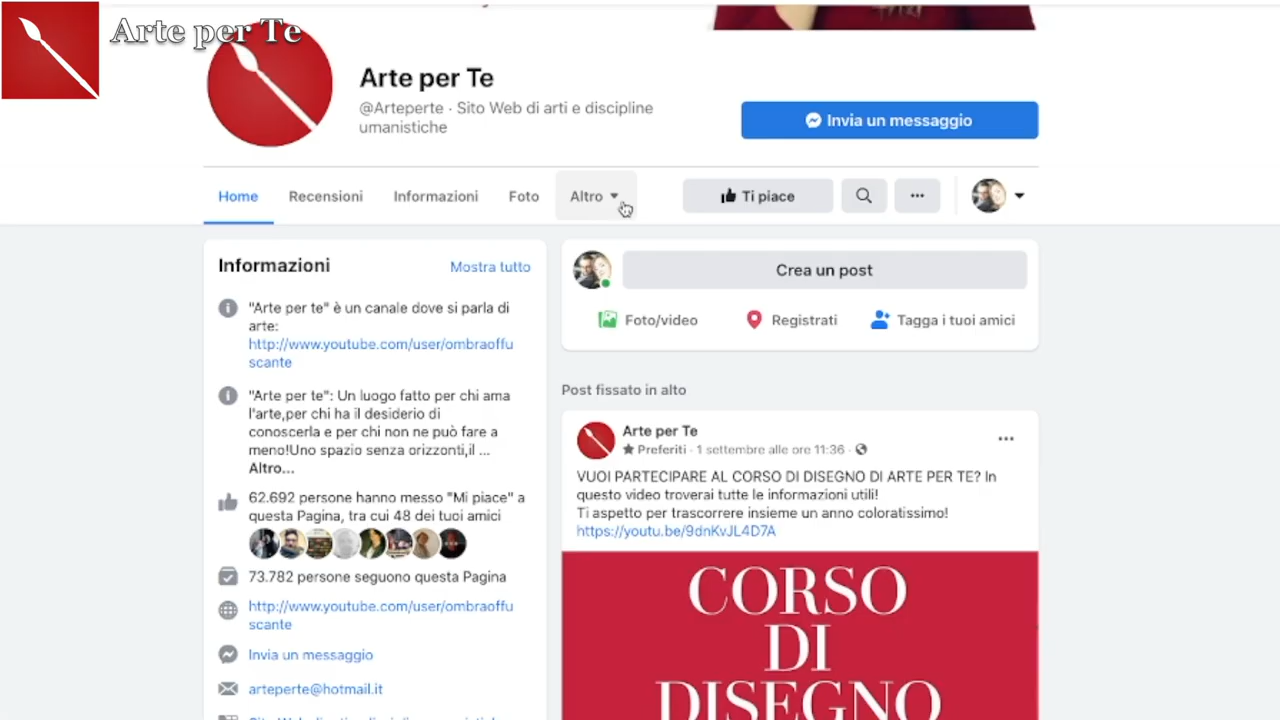 Arte per Te
Arte per Te
@Arteperte · Sito Web di arti e discipline
umanistiche
Invia un messaggio
Home
Recensioni
Informazioni
Foto
Altro
Ti piace
Informazioni
Mostra tutto
"Arte per te" è un canale dove si parla di
arte:
http://www.youtube.com/user/ombraoffu
scante
"Arte per te": Un luogo fatto per chi ama
l'arte,per chi ha il desiderio di
conoscerla e per chi non ne può fare a
meno!Uno spazio senza orizzonti,il ...
Altro...
62.692 persone hanno messo "Mi piace" a
questa Pagina, tra cui 48 dei tuoi amici
73.782 persone seguono questa Pagina
http://www.youtube.com/user/ombraoffu
scante
Invia un messaggio
arteperte@hotmail.it
Crea un post
Foto/video
Registrati
Tagga i tuoi amici
Post fissato in alto
Arte per Te
Preferiti · 1 settembre alle ore 11:36 ·
VUOI PARTECIPARE AL CORSO DI DISEGNO DI ARTE PER TE? In
questo video troverai tutte le informazioni utili!
Ti aspetto per trascorrere insieme un anno coloratissimo!
https://youtu.be/9dnKvJL4D7A
CORSO
DI
DISEGNO